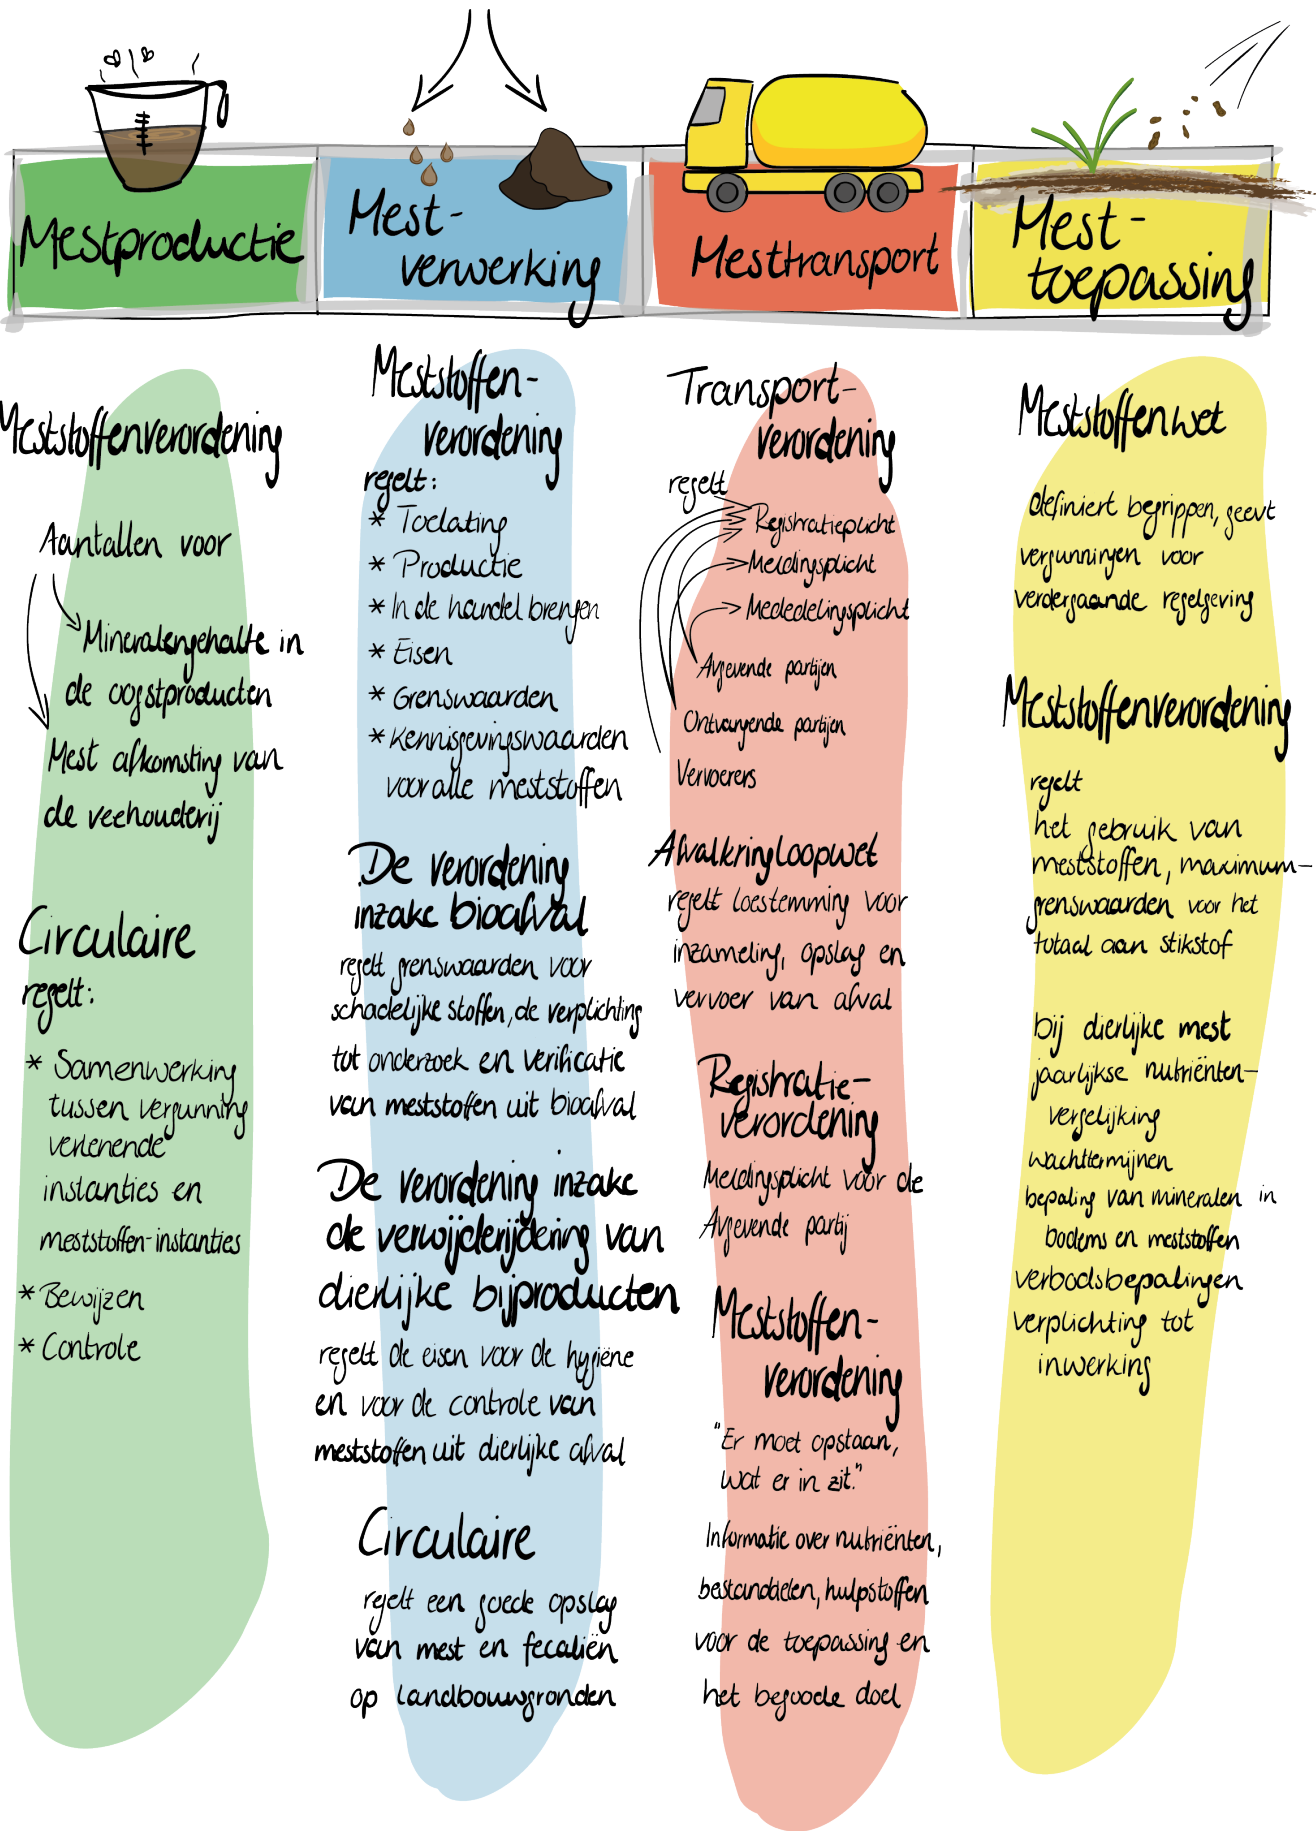 Mestproductie
Mest-
verwerking
Mesttransport
Mest-
toepassing
Meststoffenverordening
Aantallen voor
Mineralengehalte in
de oogstproducten
Mest afkomsting van
de veehouderij
Circulaire
regelt:
* Samenwerking
tussen vergunning
verlenende
instanties en
meststoffen-instanties
* Bewijzen
* Controle
Meststoffen-
verordening
regelt:
* Toelating
* Productie
* In de handel brengen
* Eisen
* Grenswaarden
* Kennisgevingswaarden
voor alle meststoffen
De verordening
inzake bioafval
regelt grenswaarden voor
schadelijke stoffen, de verplichting
tot onderzoek en verificatie
van meststoffen uit bioafval
De verordening inzake
de verwijderijdering van
dierlijke bijproducten
regelt de eisen voor de hygiëne
en voor de controle van
meststoffen uit dierlijke afval
Circulaire
regelt een goede opslag
van mest en fecaliën
op landbouwgronden
Transport-
verordening
regelt
Registratieplicht
Meldingsplicht
Mededelingsplicht
Avgevende partijen
Ontvangende partijen
Vervoerers
Afvalkringloopwet
regelt toestemming voor
inzameling, opslag en
vervoer van afval
Registratie-
verordening
Meldingsplicht voor de
Avgevende partij
Meststoffen-
verordening
"Er moet opstaan,
wat er in zit."
Informatie over nutriënten,
bestanddelen, hulpstoffen
voor de toepassing en
het begoode doel
Meststoffenwet
definiert begrippen, geevt
vergunningen voor
verdergaande regelgeving
Meststoffenverordening
regelt
het gebruik van
meststoffen, maximum-
grenswaarden voor het
totaal aan stikstof
bij dierlijke mest
jaarlijkse nutriënten-
vergelijking
wachttermijnen
bepaling van mineralen in
bodems en meststoffen
verbodsbepalingen
verplichting tot
inwerking